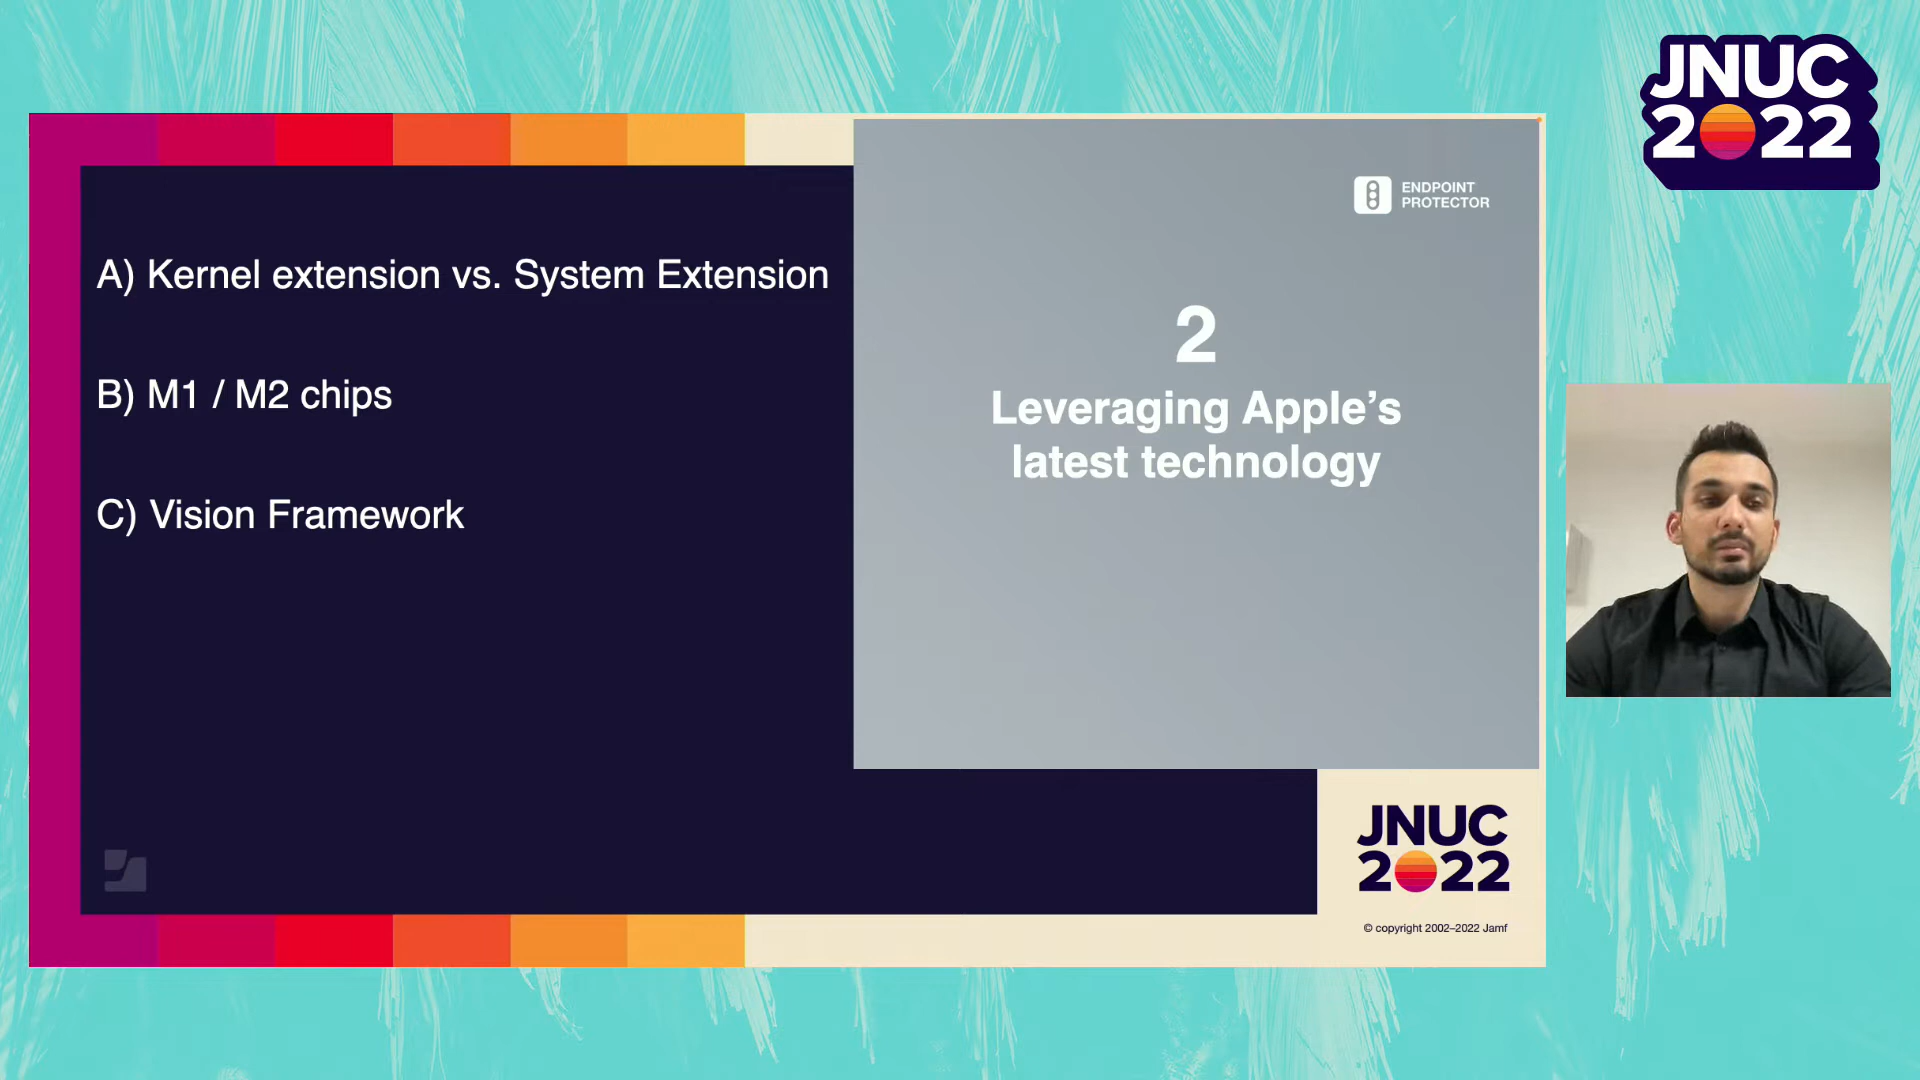 JNUC
2022
ENDPOINT
PROTECTOR
A) Kernel extension vs. System Extension
B) M1 / M2 chips
C) Vision Framework
2
Leveraging Apple’s
latest technology
JNUC
2022
© copyright 2002–2022 Jamf